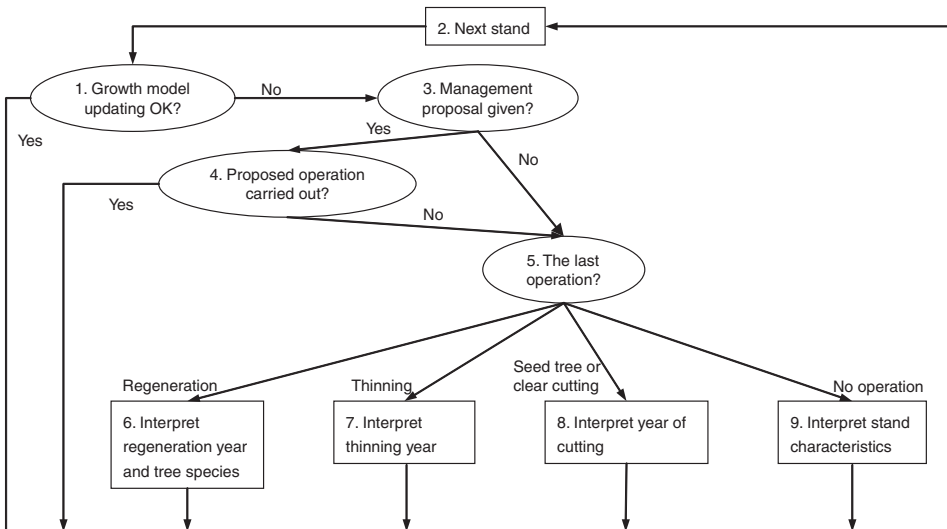 2. Next stand
1. Growth model
updating OK?
No
3. Management
proposal given?
Yes
Yes
No
4. Proposed operation
carried out?
Yes
No
5. The last
operation?
Regeneration
Thinning
Seed tree or
clear cutting
No operation
6. Interpret
regeneration year
and tree species
7. Interpret
thinning year
8. Interpret year of
cutting
9. Interpret stand
characteristics